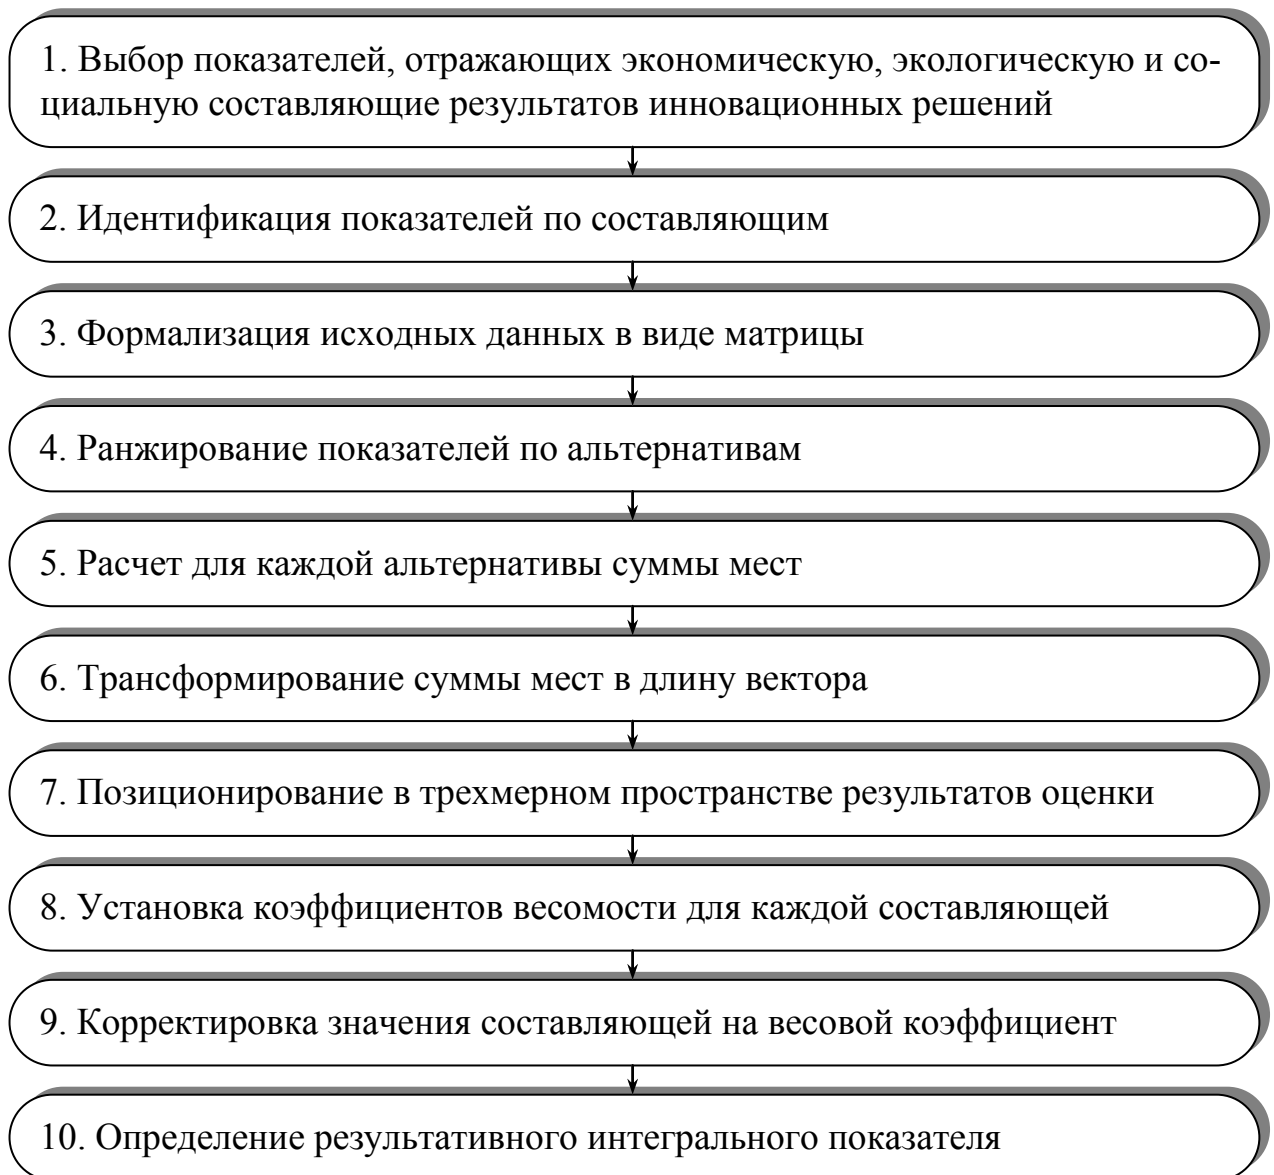 1. Выбор показателей, отражающих экономическую, экологическую и со-
циальную составляющие результатов инновационных решений
2. Идентификация показателей по составляющим
3. Формализация исходных данных в виде матрицы
4. Ранжирование показателей по альтернативам
5. Расчет для каждой альтернативы суммы мест
6. Трансформирование суммы мест в длину вектора
7. Позиционирование в трехмерном пространстве результатов оценки
8. Установка коэффициентов весомости для каждой составляющей
9. Корректировка значения составляющей на весовой коэффициент
10. Определение результативного интегрального показателя